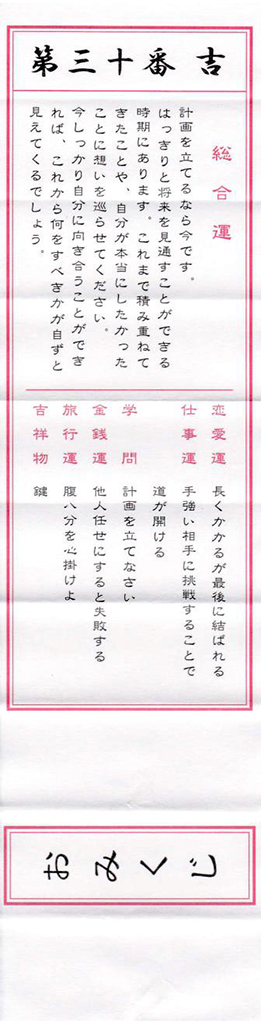 第三十番 吉
総合運
計画を立てるなら今です。
はっきりと将来を見通すことができる
時期にあります。これまで積み重ねて
きたことや、自分が本当にしたかった
ことに想いを巡らせてください。
今しっかり自分に向き合うことができ
れば、これから何をすべきかが自ずと
見えてくるでしょう。
恋愛運 長くかかるが最後に結ばれる
仕事運 手強い相手に挑戦することで
道が開ける
学問 計画を立てなさい
金銭運 他人任せにすると失敗する
旅行運 腹八分を心掛けよ
吉祥物 鍵
おみくじ